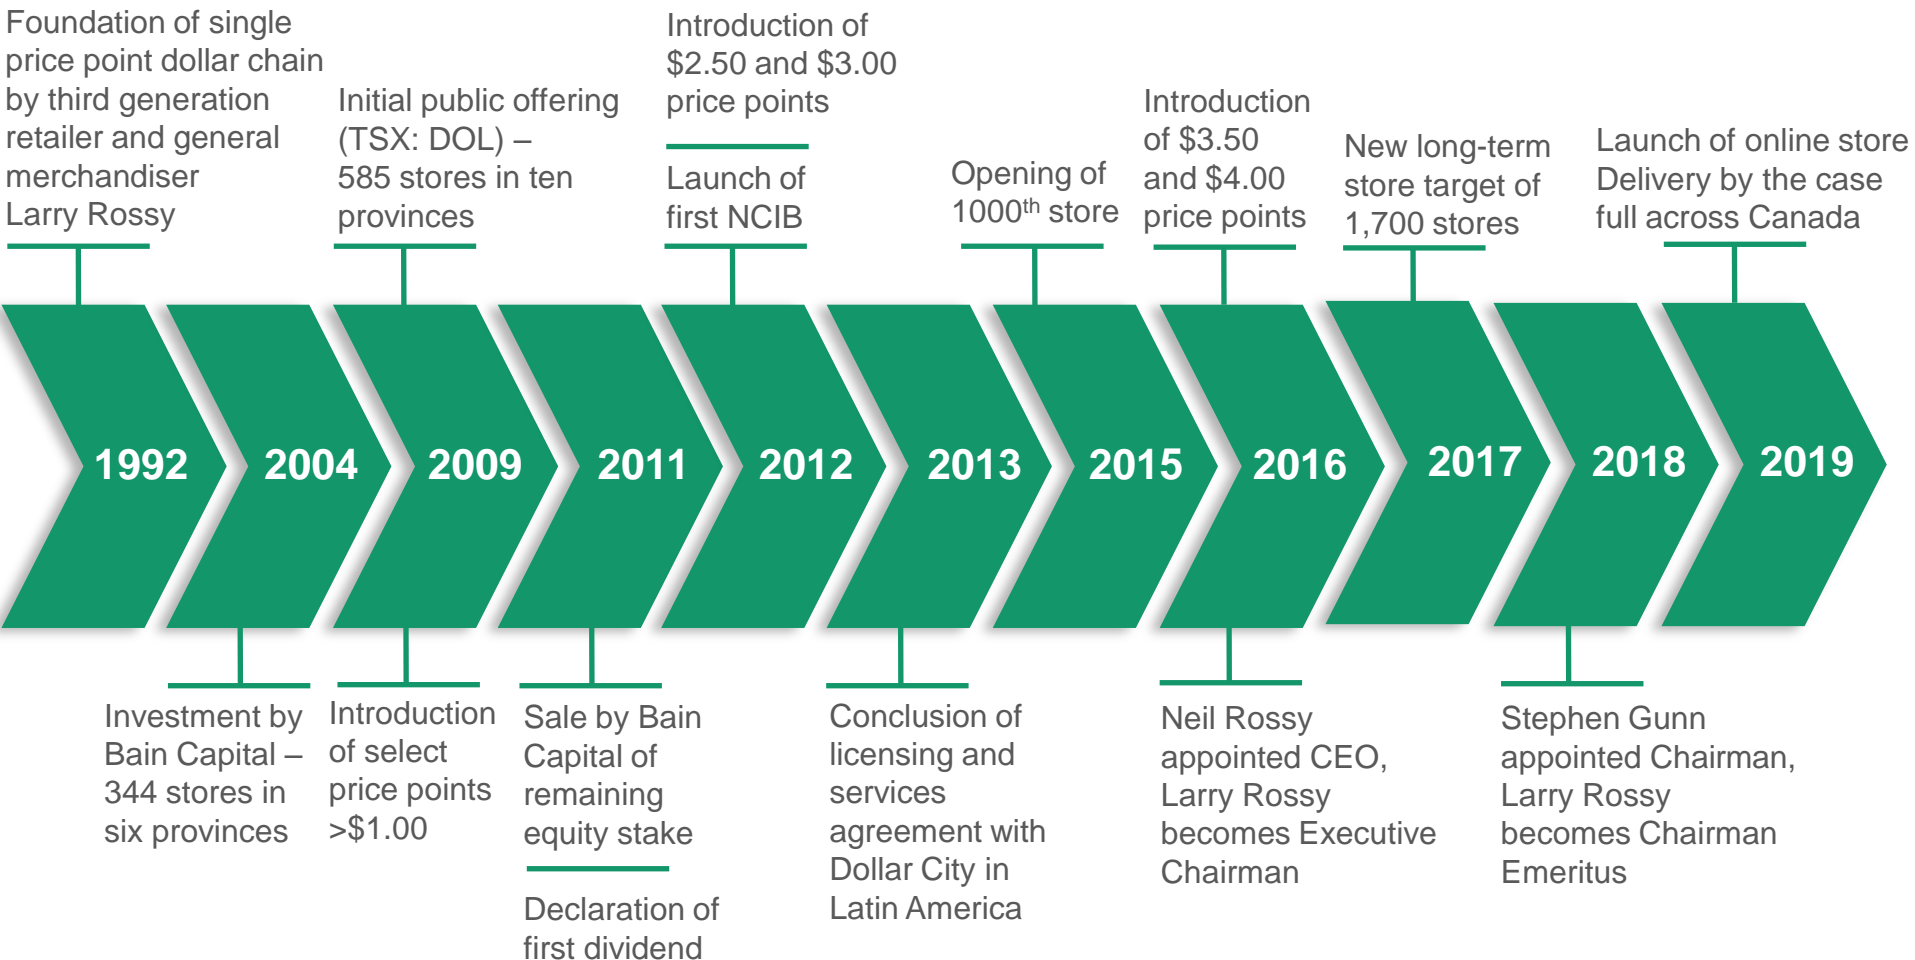 Foundation of single
price point dollar chain
by third generation
retailer and general
merchandiser
Larry Rossy
Initial public offering
(TSX: DOL) –
585 stores in ten
provinces
Introduction of
$2.50 and $3.00
price points
Launch of
first NCIB
Opening of
1000th store
Introduction
of $3.50
and $4.00
price points
New long-term
store target of
1,700 stores
Launch of online store
Delivery by the case
full across Canada
1992
2004
2009
2011
2012
2013
2015
2016
2017
2018
2019
Investment by
Bain Capital –
344 stores in
six provinces
Introduction
of select
price points
>$1.00
Sale by Bain
Capital of
remaining
equity stake
Declaration of
first dividend
Conclusion of
licensing and
services
agreement with
Dollar City in
Latin America
Neil Rossy
appointed CEO,
Larry Rossy
becomes Executive
Chairman
Stephen Gunn
appointed Chairman,
Larry Rossy
becomes Chairman
Emeritus